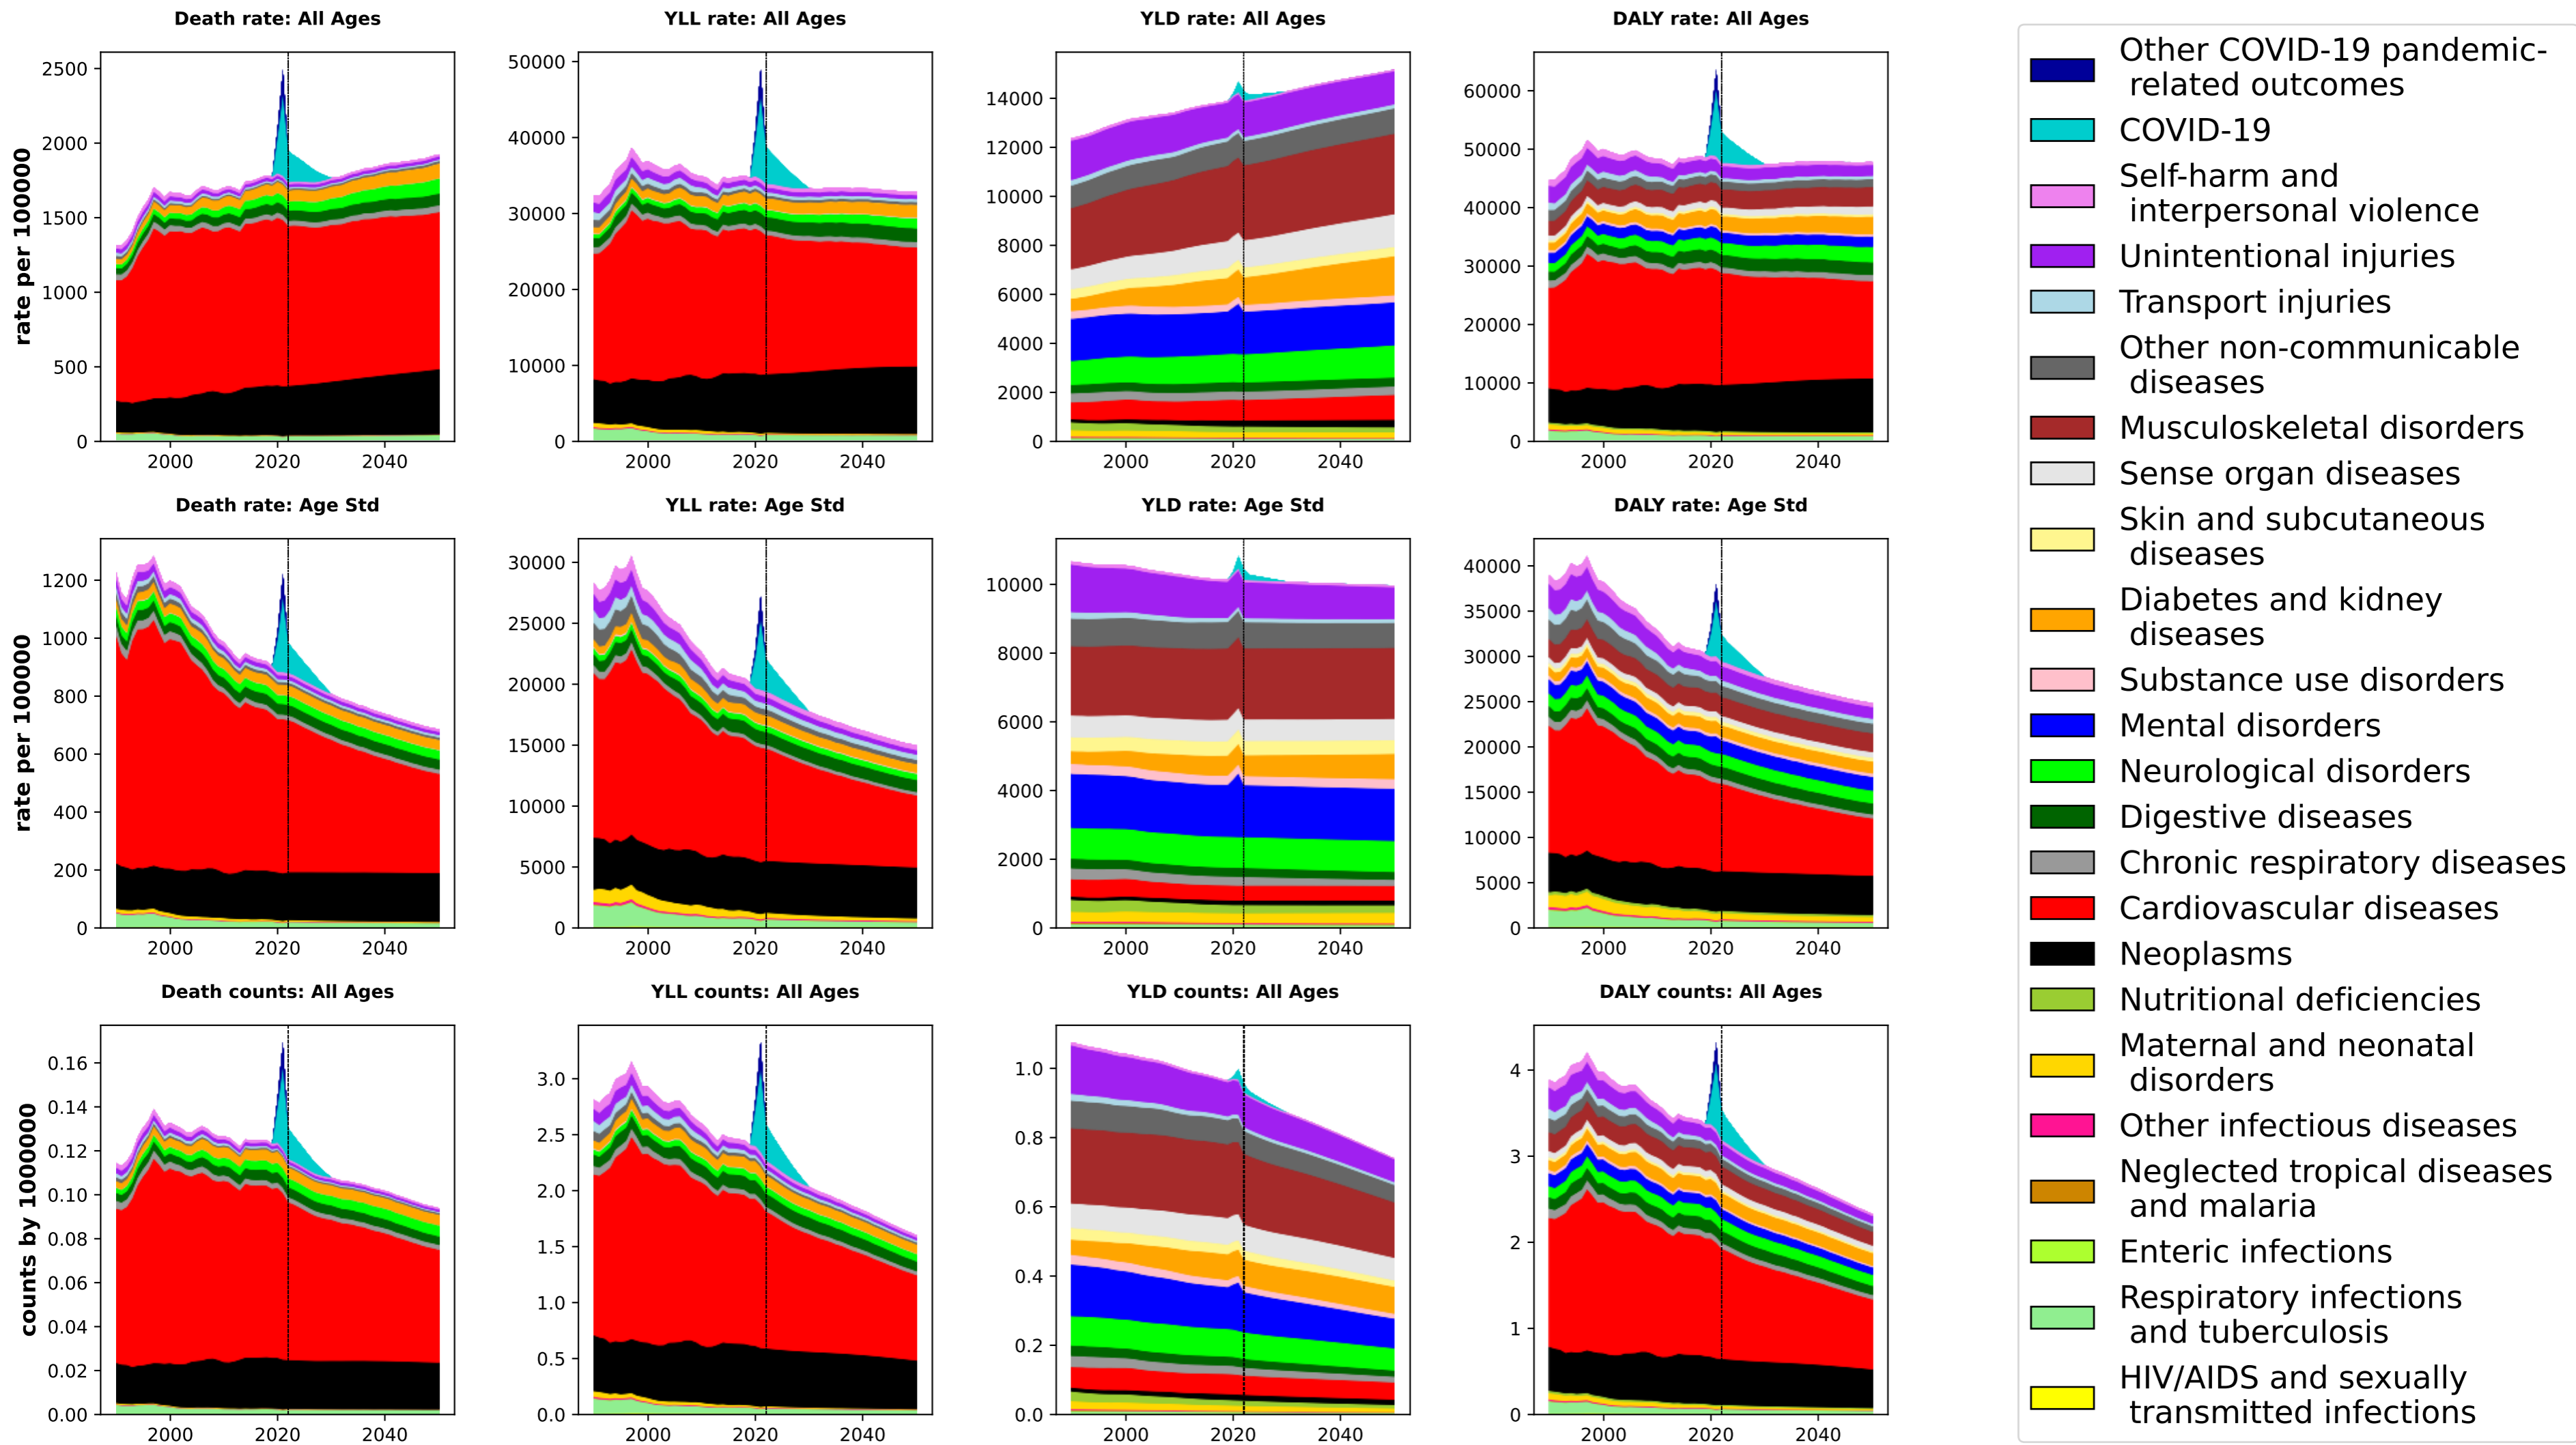 Death rate: All Ages
YLL rate: All Ages
YLD rate: All Ages
DALY rate: All Ages
rate per 100000
2500
2000
1500
1000
500
0
2000 2020 2040
50000
40000
30000
20000
10000
0
2000 2020 2040
14000
12000
10000
8000
6000
4000
2000
0
2000 2020 2040
60000
50000
40000
30000
20000
10000
0
2000 2020 2040
Death rate: Age Std
YLL rate: Age Std
YLD rate: Age Std
DALY rate: Age Std
rate per 100000
1200
1000
800
600
400
200
0
2000 2020 2040
30000
25000
20000
15000
10000
5000
0
2000 2020 2040
10000
8000
6000
4000
2000
0
2000 2020 2040
40000
35000
30000
25000
20000
15000
10000
5000
0
2000 2020 2040
Death counts: All Ages
YLL counts: All Ages
YLD counts: All Ages
DALY counts: All Ages
counts by 1000000
0.16
0.14
0.12
0.10
0.08
0.06
0.04
0.02
0.00
2000 2020 2040
3.0
2.5
2.0
1.5
1.0
0.5
0.0
2000 2020 2040
1.0
0.8
0.6
0.4
0.2
0.0
2000 2020 2040
4
3
2
1
0
2000 2020 2040
Other COVID-19 pandemic-
related outcomes
COVID-19
Self-harm and
interpersonal violence
Unintentional injuries
Transport injuries
Other non-communicable
diseases
Musculoskeletal disorders
Sense organ diseases
Skin and subcutaneous
diseases
Diabetes and kidney
diseases
Substance use disorders
Mental disorders
Neurological disorders
Digestive diseases
Chronic respiratory diseases
Cardiovascular diseases
Neoplasms
Nutritional deficiencies
Maternal and neonatal
disorders
Other infectious diseases
Neglected tropical diseases
and malaria
Enteric infections
Respiratory infections
and tuberculosis
HIV/AIDS and sexually
transmitted infections